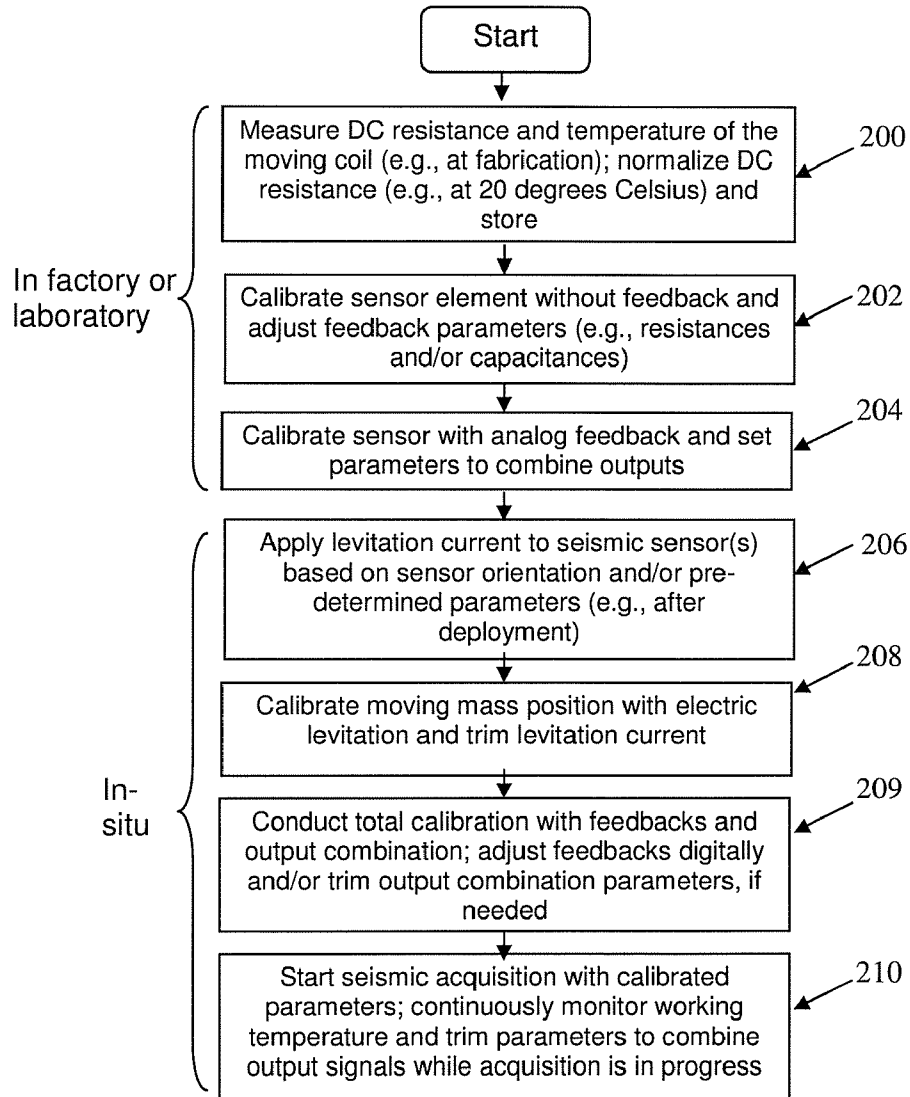 Start
Measure DC resistance and temperature of the
moving coil (e.g., at fabrication); normalize DC
resistance (e.g., at 20 degrees Celsius) and
store
200
In factory or
laboratory
Calibrate sensor element without feedback and
adjust feedback parameters (e.g., resistances
and/or capacitances)
202
Calibrate sensor with analog feedback and set
parameters to combine outputs
204
Apply levitation current to seismic sensor(s)
based on sensor orientation and/or pre-
determined parameters (e.g., after
deployment)
206
Calibrate moving mass position with electric
levitation and trim levitation current
208
In-
situ
Conduct total calibration with feedbacks and
output combination; adjust feedbacks digitally
and/or trim output combination parameters, if
needed
209
Start seismic acquisition with calibrated
parameters; continuously monitor working
temperature and trim parameters to combine
output signals while acquisition is in progress
210